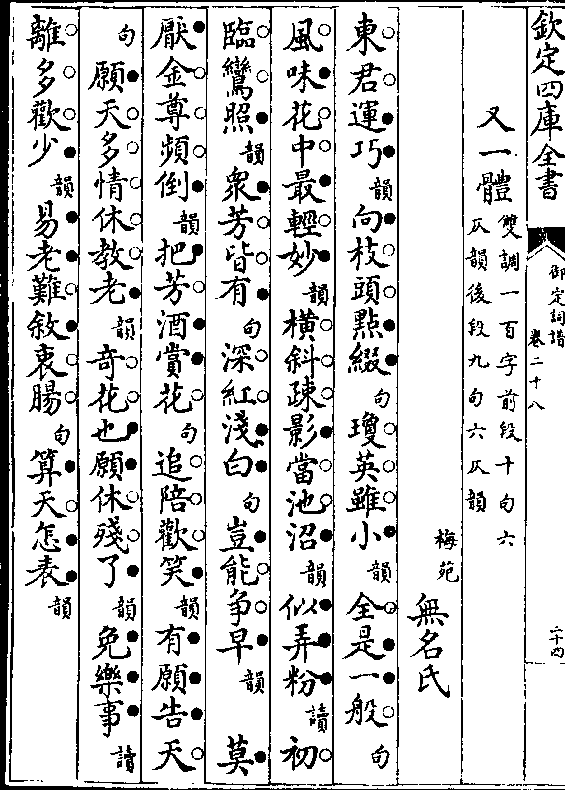 欽定四庫全書
御定詞譜
卷二十八
二十四
又一體
雙調一百字前段十句六
仄韻後段九句六仄韻
梅苑
無名氏
東君運巧韻向枝頭點綴句瓊英雖小韻全是一般句
風味花中最輕妙韻橫斜疎影當池沼韻似弄粉讀初
臨鸞照韻衆芳皆有句深紅淺白句豈能争早韻莫
厭金尊頻倒韻把芳酒賞花句追陪歡笑韻有願告天
句願天多情休教老韻奇花也願休殘了韻免樂事讀
離多歡少韻易老難敘衷腸句算天怎表韻